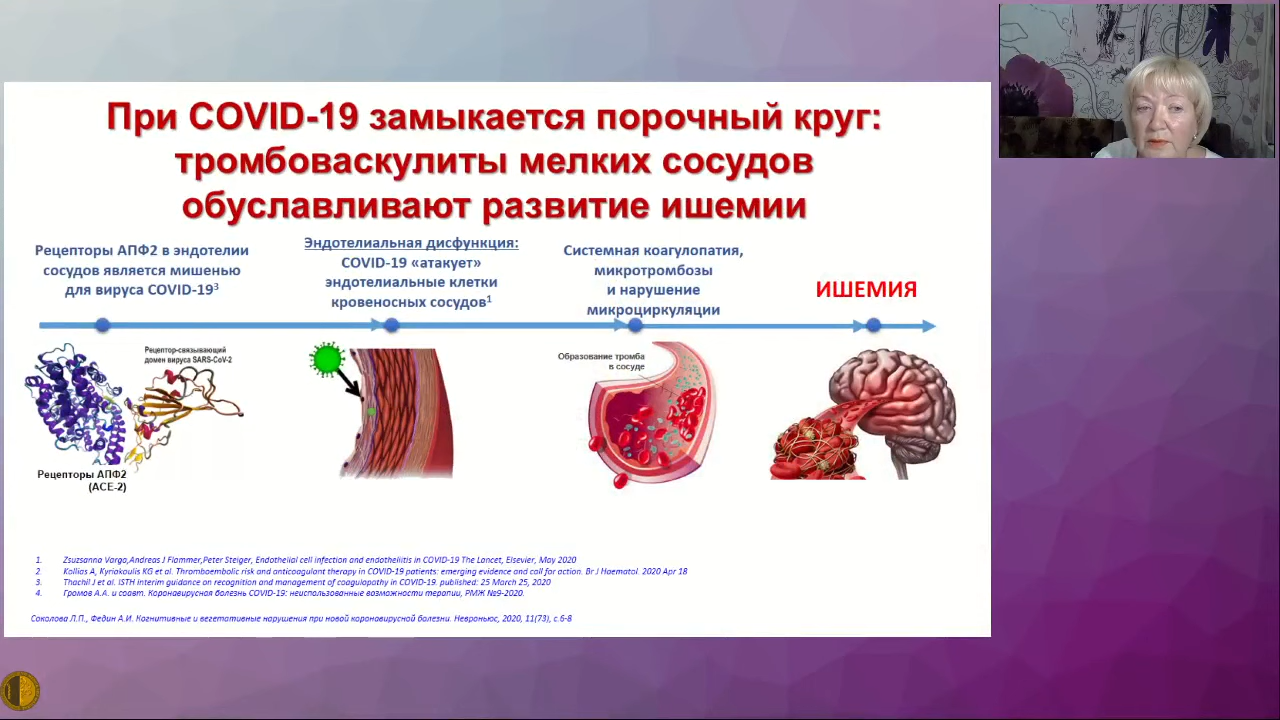 При COVID-19 замыкается порочный круг:
тромбоваскулиты мелких сосудов
обуславливают развитие ишемии
Рецепторы АПФ2 в эндотелии
сосудов является мишенью
для вируса COVID-19³
Эндотелиальная дисфункция:
COVID-19 «атакует»
эндотелиальные клетки
кровеносных сосудов¹
Системная коагулопатия,
микротромбозы
и нарушение
микроциркуляции
ИШЕМИЯ
Рецептор-связывающий
домен вируса SARS-CoV-2
Рецепторы АПФ2
(ACE-2)
Образование тромба
в сосуде
1. Zsuzsanna Varga,Andreas J Flammer,Peter Steiger, Endothelial cell infection and endotheliitis in COVID-19 The Lancet, Elsevier, May 2020
2. Kollias A, Kyriakoulis KG et al. Thromboembolic risk and anticoagulant therapy in COVID-19 patients: emerging evidence and call for action. Br J Haematol. 2020 Apr 18
3. Thachil J et al. ISTH interim guidance on recognition and management of coagulopathy in COVID-19. published: 25 March 25, 2020
4. Громов А.А. и соавт. Коронавирусная болезнь COVID-19: неиспользованные возможности терапии, РМЖ №9-2020.
Соколова Л.П., Федин А.И. Когнитивные и вегетативные нарушения при новой коронавирусной болезни. Невроньюс, 2020, 11(73), с.6-8